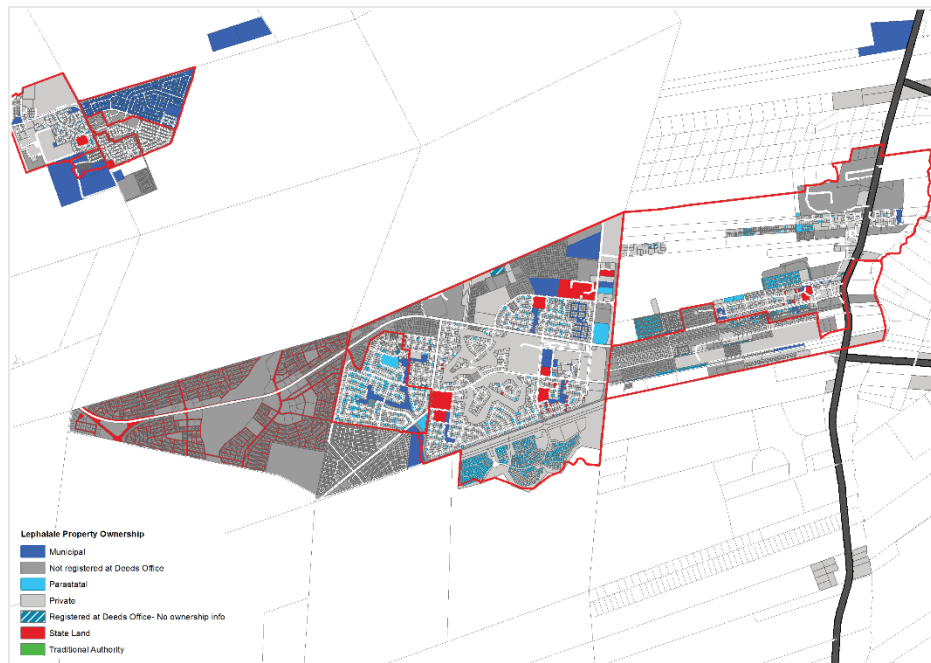 Lephalale Property Ownership
Municipal
Not registered at Deeds Office
Parastatal
Private
Registered at Deeds Office- No ownership info
State Land
Traditional Authority